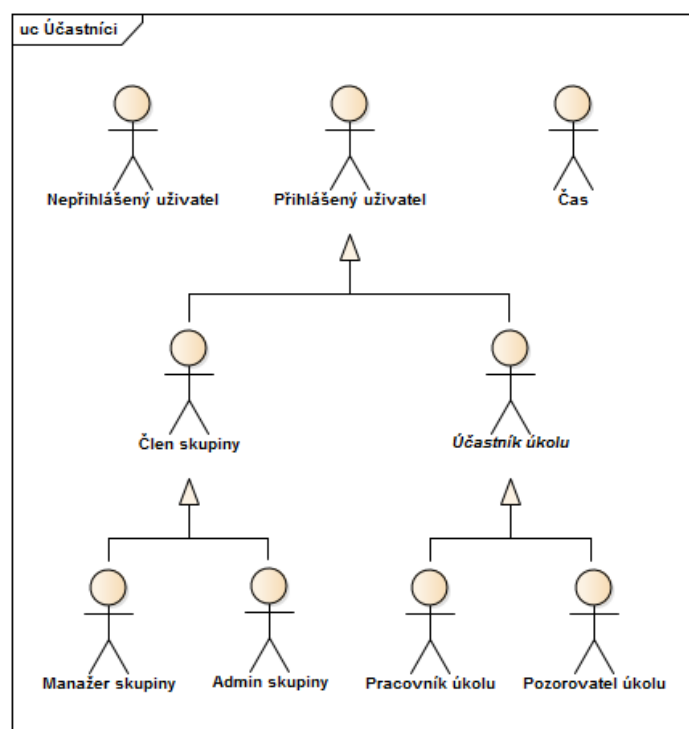 uc Účastníci
Nepřihlášený uživatel
Přihlášený uživatel
Čas
Člen skupiny
Účastník úkolu
Manažer skupiny
Admin skupiny
Pracovník úkolu
Pozorovatel úkolu